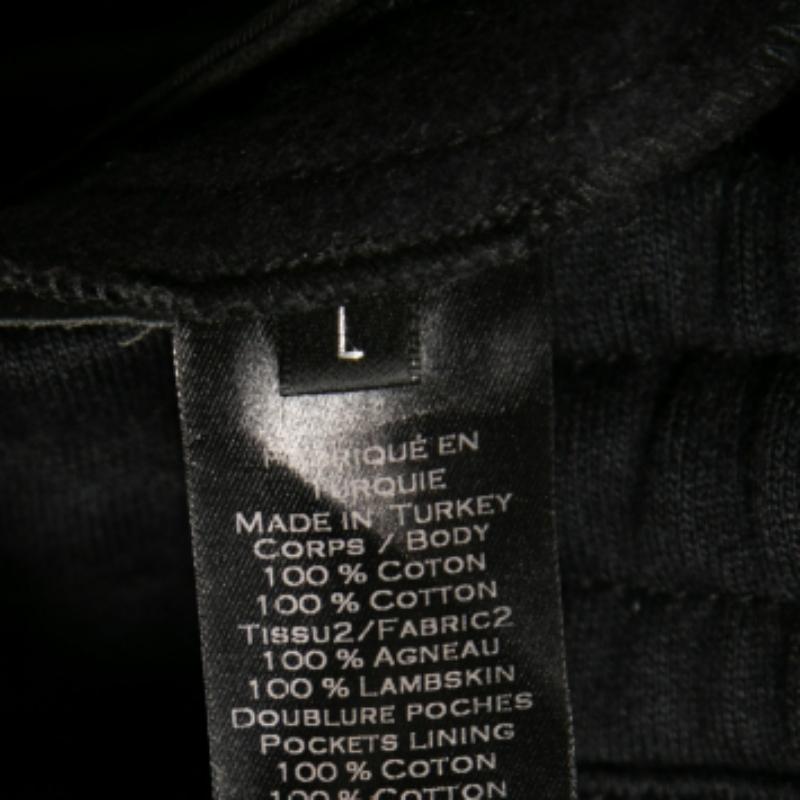 L
FABRIQUÉ EN
TURQUIE
MADE IN TURKEY
CORPS / BODY
100 % COTON
100 % COTTON
TISSU2/FABRIC2
100 % AGNEAU
100 % LAMBSKIN
DOUBLURE POCHES
POCKETS LINING
100 % COTON
100 % COTTON